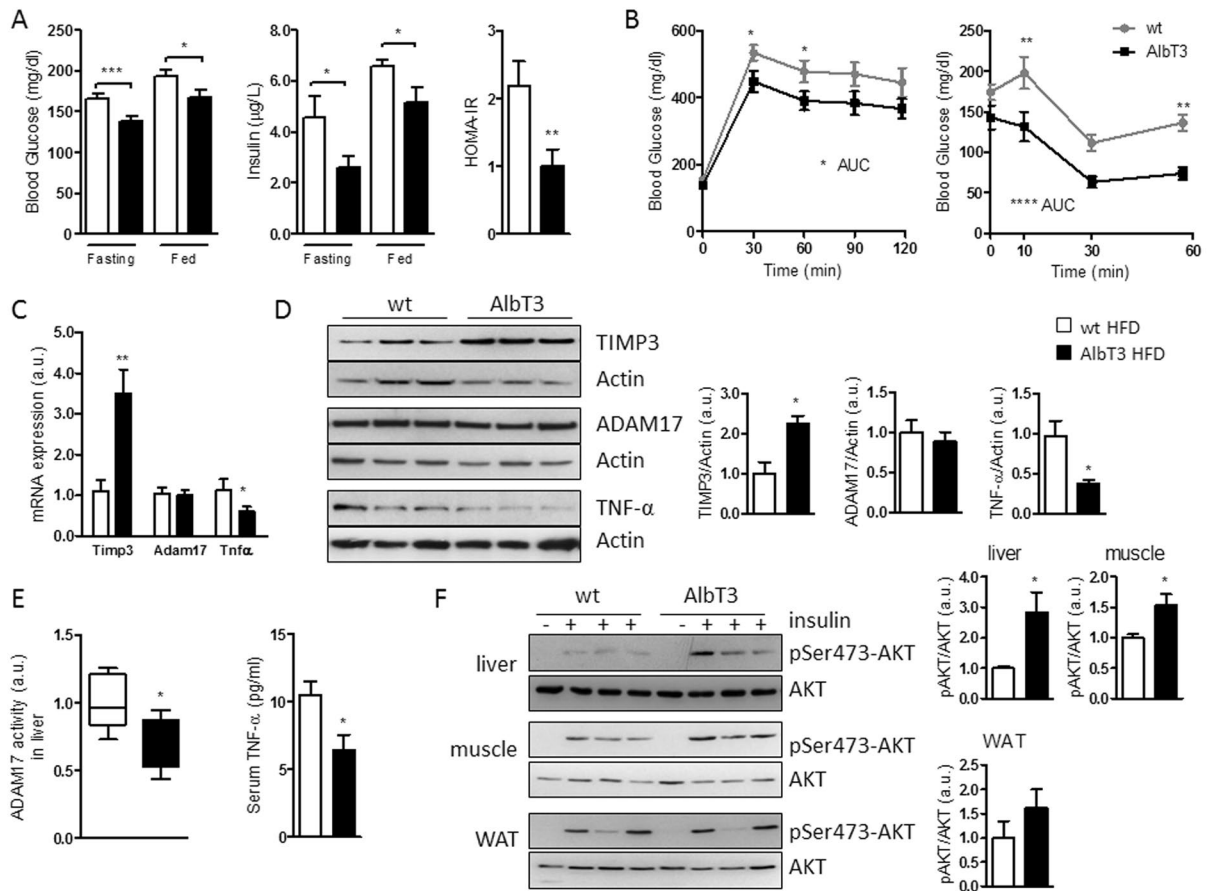 A
Blood Glucose (mg/dl)
250
200
150
100
50
0
***
*
Fasting
Fed
Insulin (µg/L)
8.0
6.0
4.0
2.0
0.0
*
*
Fasting
Fed
HOMA-IR
3
2
1
0
**
B
Blood Glucose (mg/dl)
600
400
200
0
*
*
* AUC
0
30
60
90
120
Time (min)
Blood Glucose (mg/dl)
250
200
150
100
50
0
**
**
**** AUC
0
10
30
60
Time (min)
wt
AlbT3
C
mRNA expression (a.u.)
5.0
4.0
3.0
2.0
1.0
0.0
**
*
Timp3
Adam17
Tnfα
D
wt
AlbT3
TIMP3
Actin
ADAM17
Actin
TNF-α
Actin
wt HFD
AlbT3 HFD
TIMP3/Actin (a.u.)
3.0
2.0
1.0
0.0
*
ADAM17/Actin (a.u.)
1.5
1.0
0.5
0.0
TNF-α/Actin (a.u.)
1.5
1.0
0.5
0.0
*
E
ADAM17 activity (a.u.)
in liver
1.5
1.0
0.5
0.0
*
Serum TNF-α (pg/ml)
15
10
5
0
*
F
wt
AlbT3
- + + + - + + + insulin
liver
pSer473-AKT
AKT
muscle
pSer473-AKT
AKT
WAT
pSer473-AKT
AKT
liver
pAKT/AKT (a.u.)
4.0
3.0
2.0
1.0
0.0
*
muscle
pAKT/AKT (a.u.)
2.0
1.5
1.0
0.5
0.0
*
WAT
pAKT/AKT (a.u.)
2.5
2.0
1.5
1.0
0.5
0.0